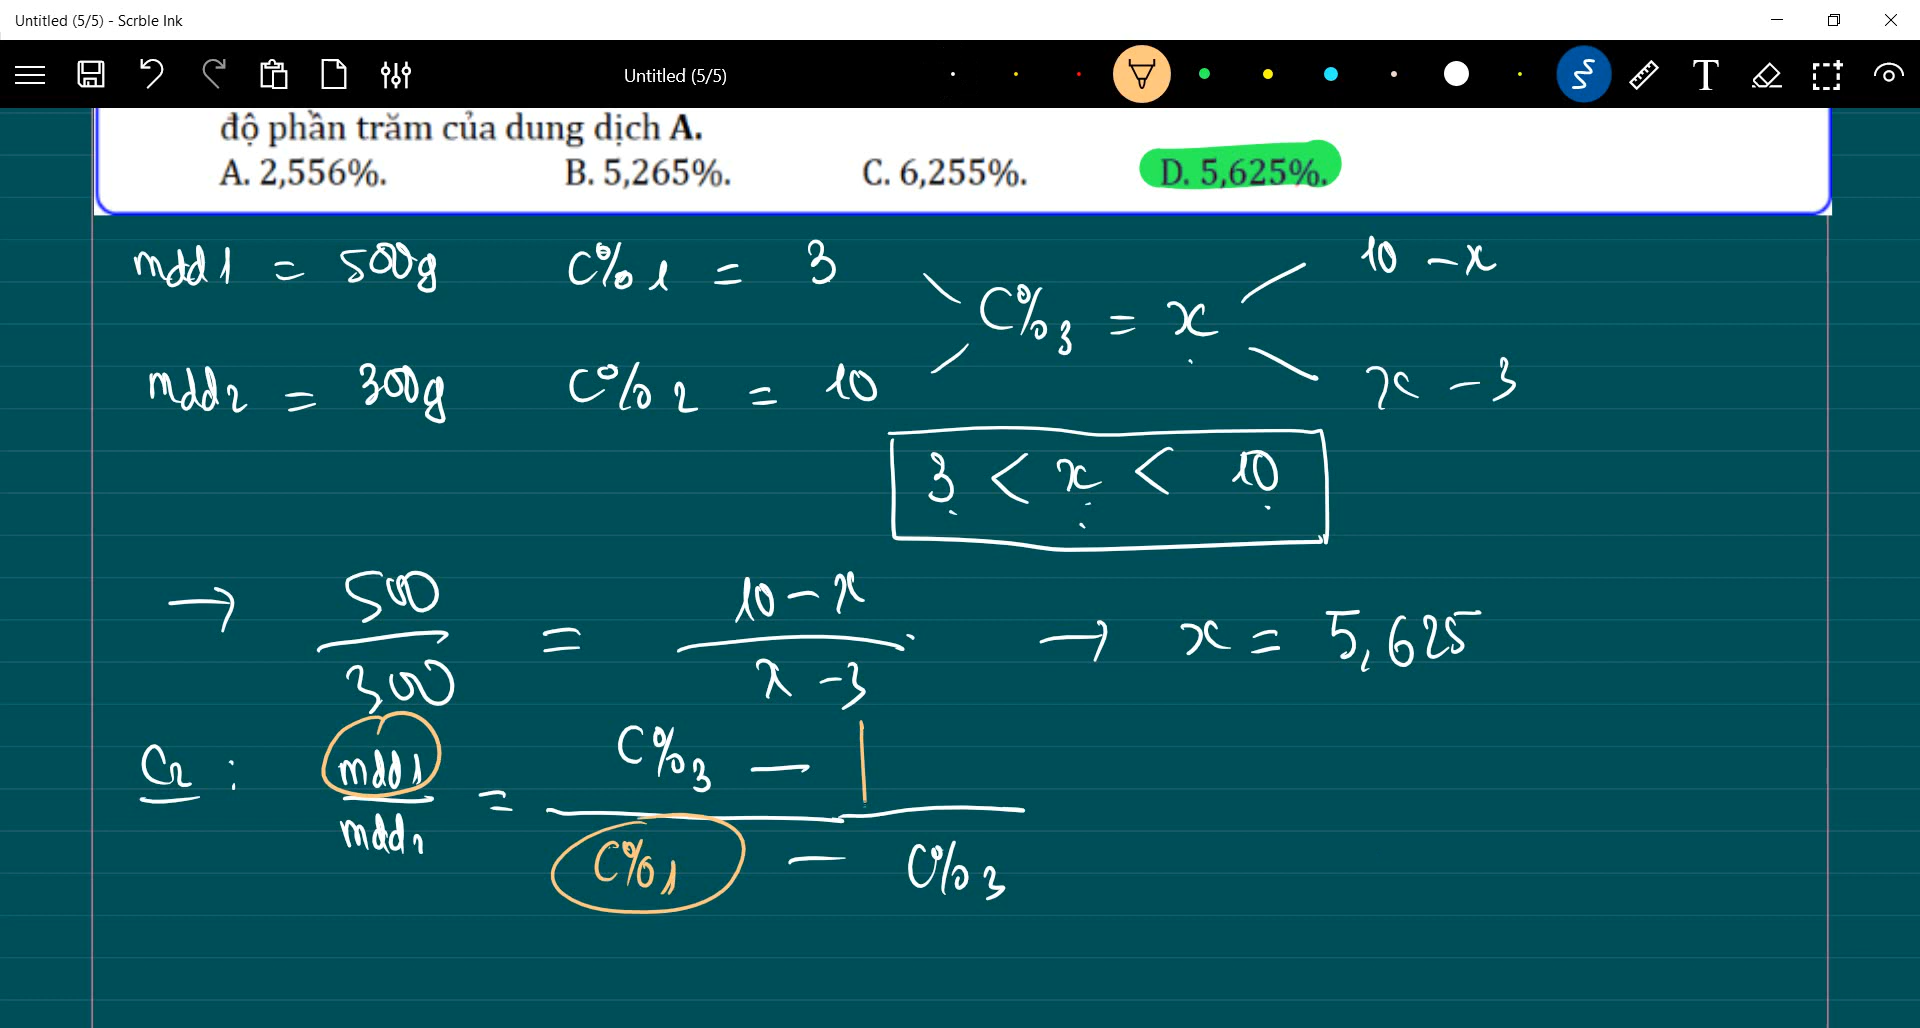 Untitled (5/5) - Scrble Ink
Untitled (5/5)
T
độ phần trăm của dung dịch A.
A. 2,556%. B. 5,265%. C. 6,255%. D. 5,625%.
mdd1 = 500g C%1 = 3 10 - x
C%3 = x
mdd2 = 300g C%2 = 10 x - 3
3 < x < 10
→ 500/300 = 10 - x / x - 3 → x = 5,625
C2 : mdd1/mdd2 = C%3 - / C%1 - C%3